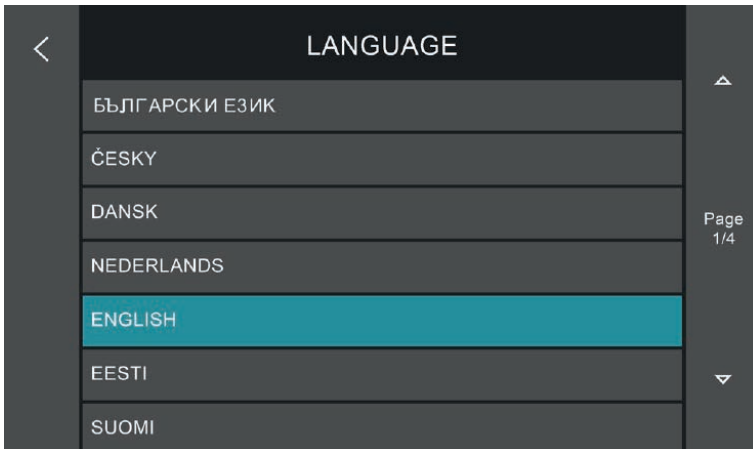 LANGUAGE
БЪЛГАРСКИ ЕЗИК
ČESKY
DANSK
NEDERLANDS
ENGLISH
EESTI
SUOMI
Page
1/4